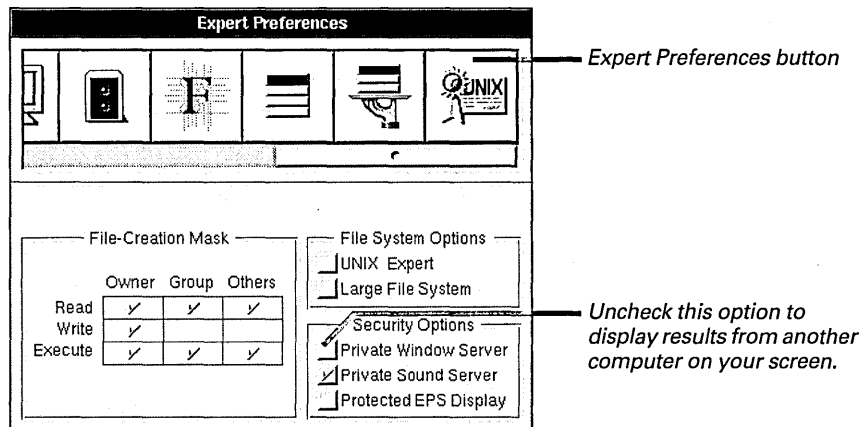 Expert Preferences
Expert Preferences button
F
UNIX
File-Creation Mask
Owner Group Others
Read
Write
Execute
File System Options
UNIX Expert
Large File System
Security Options
Private Window Server
Private Sound Server
Protected EPS Display
Uncheck this option to
display results from another
computer on your screen.